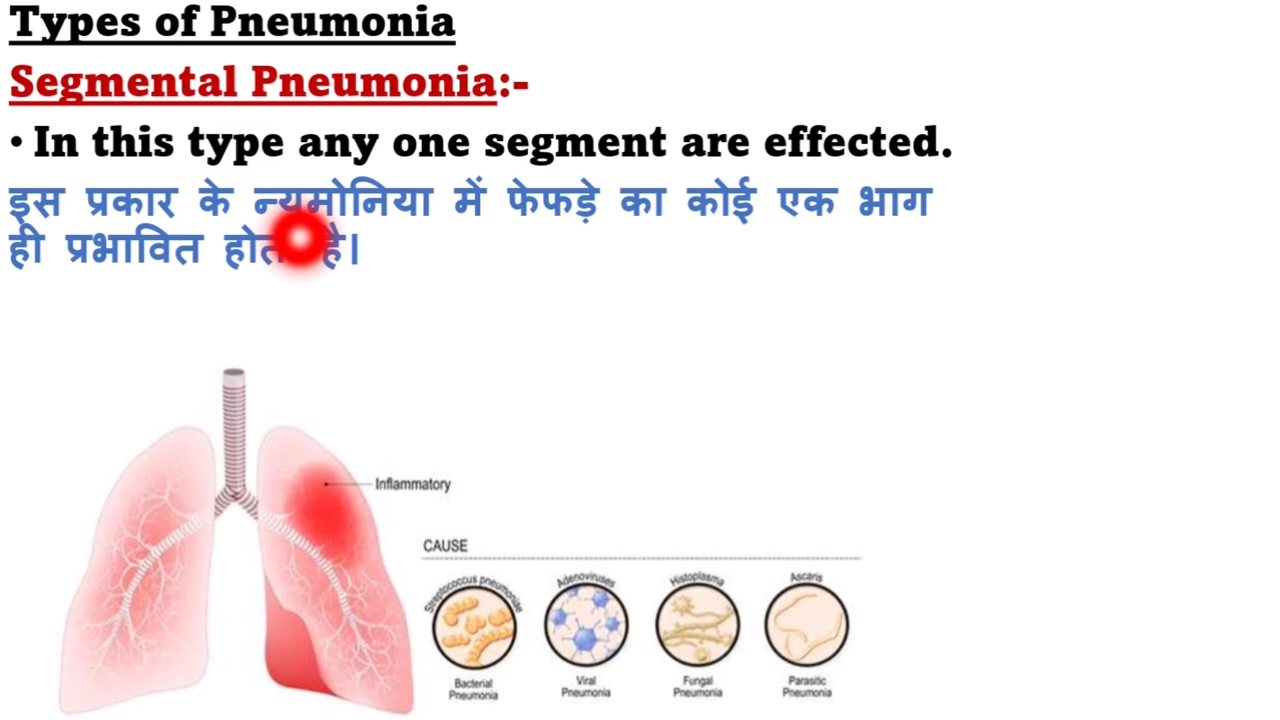 Types of Pneumonia
Segmental Pneumonia:-
• In this type any one segment are effected.
इस प्रकार के न्यूमोनिया में फेफड़े का कोई एक भाग
ही प्रभावित है।
Inflammatory
CAUSE
Streptococcus pneumoniae
Adenoviruses
Histoplasma
Ascaris
Bacterial
Pneumonia
Viral
Pneumonia
Fungal
Pneumonia
Parasitic
Pneumonia